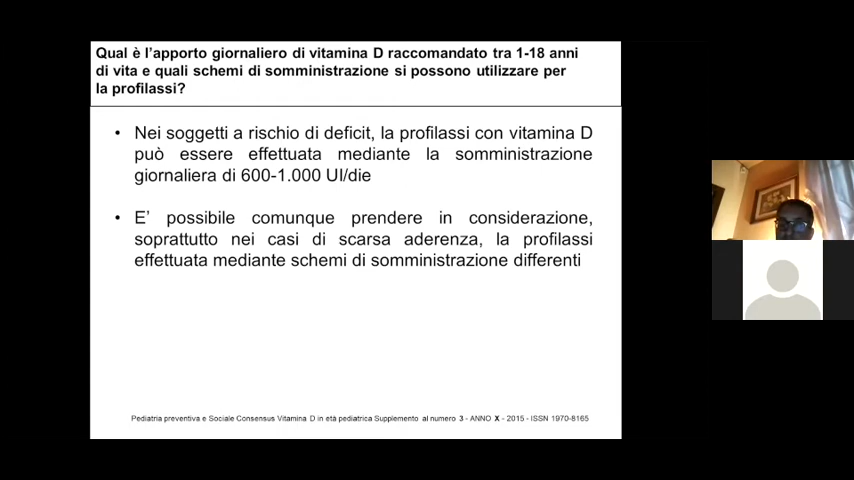 Qual è l’apporto giornaliero di vitamina D raccomandato tra 1-18 anni
di vita e quali schemi di somministrazione si possono utilizzare per
la profilassi?
• Nei soggetti a rischio di deficit, la profilassi con vitamina D
può essere effettuata mediante la somministrazione
giornaliera di 600-1.000 UI/die
• E’ possibile comunque prendere in considerazione,
soprattutto nei casi di scarsa aderenza, la profilassi
effettuata mediante schemi di somministrazione differenti
Pediatria preventiva e Sociale Consensus Vitamina D in età pediatrica Supplemento al numero 3 - ANNO X - 2015 - ISSN 1970-8165